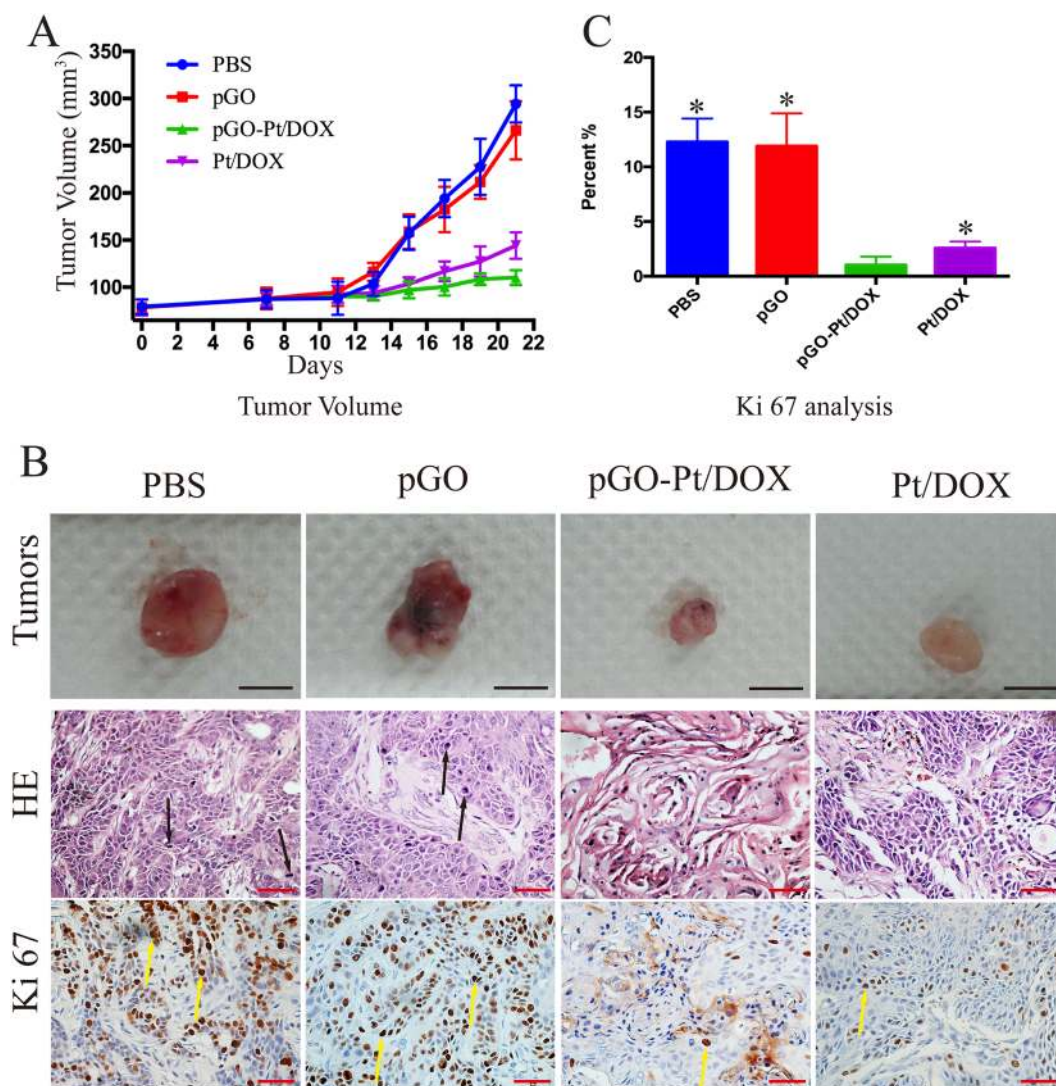 A
Tumor Volume (mm³)
350
300
250
200
150
100
PBS
pGO
pGO-Pt/DOX
Pt/DOX
0 2 4 6 8 10 12 14 16 18 20 22
Days
Tumor Volume
C
Percent %
20
15
10
5
0
*
*
*
PBS
pGO
pGO-Pt/DOX
Pt/DOX
Ki 67 analysis
B
PBS pGO pGO-Pt/DOX Pt/DOX
Tumors
HE
Ki 67